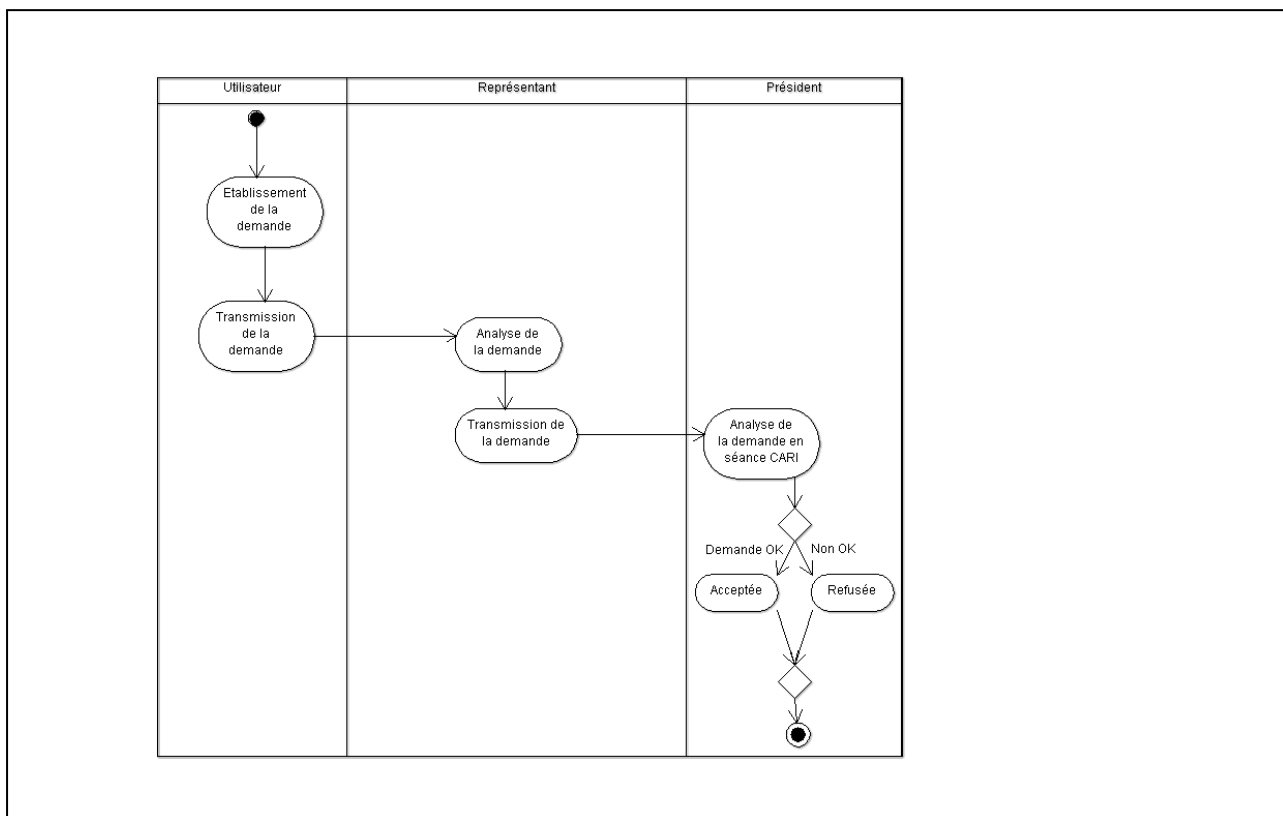 Utilisateur
Représentant
Président
Etablissement
de la
demande
Transmission
de la
demande
Analyse de
la demande
Transmission de
la demande
Analyse de
la demande en
séance CARI
Demande OK
Non OK
Acceptée
Refusée